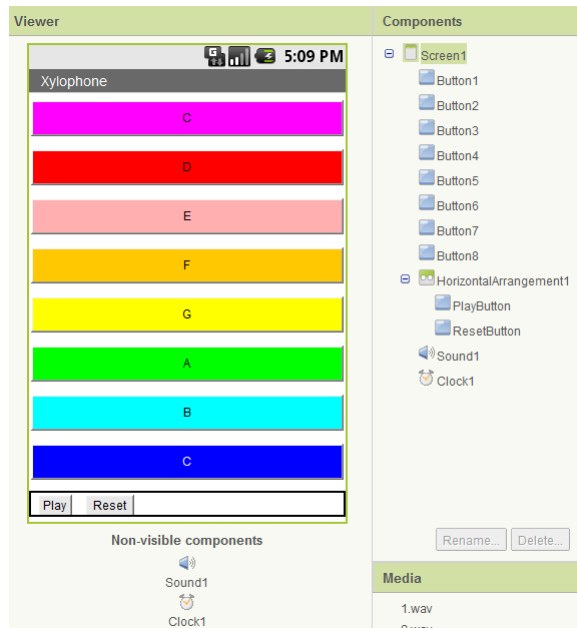 Viewer
5:09 PM
Xylophone
C
D
E
F
G
A
B
C
Play Reset
Non-visible components
Sound1
Clock1
Components
Screen1
Button1
Button2
Button3
Button4
Button5
Button6
Button7
Button8
HorizontalArrangement1
PlayButton
ResetButton
Sound1
Clock1
Rename... Delete...
Media
1.wav